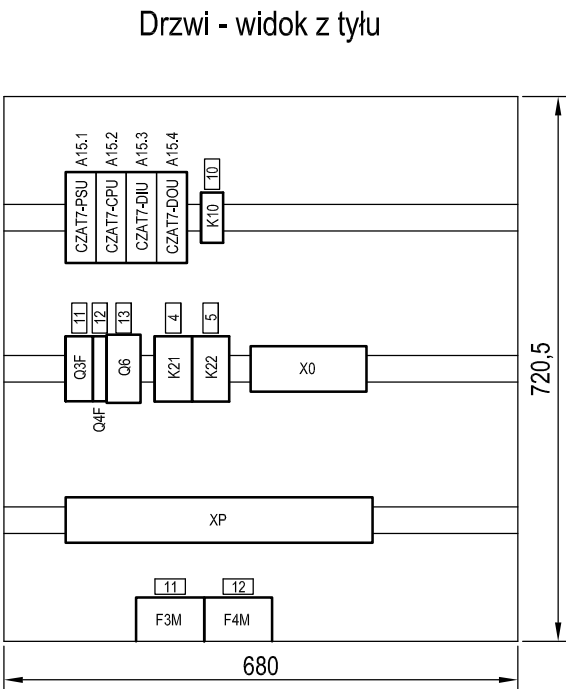 Drzwi - widok z tyłu
A15.1
A15.2
A15.3
A15.4
CZAT7-PSU
CZAT7-CPU
CZAT7-DIU
CZAT7-DOU
10
K10
11
12
13
4
5
Q3F
Q4F
Q6
K21
K22
X0
720,5
XP
11
12
F3M
F4M
680